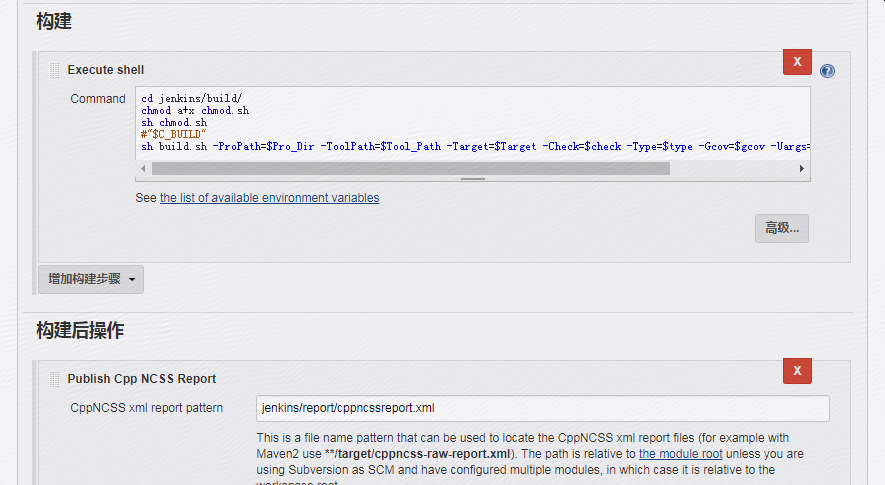 构建
Execute shell
X
Command
cd jenkins/build/
chmod a+x chmod.sh
sh chmod.sh
#"$C_BUILD"
sh build.sh -ProPath=$Pro_Dir -ToolPath=$Tool_Path -Target=$Target -Check=$check -Type=$type -Gcov=$gcov -Uargs=
See the list of available environment variables
高级...
增加构建步骤
构建后操作
Publish Cpp NCSS Report
X
CppNCSS xml report pattern
jenkins/report/cppncssreport.xml
This is a file name pattern that can be used to locate the CppNCSS xml report files (for example with
Maven2 use **/target/cppncss-raw-report.xml). The path is relative to the module root unless you are
using Subversion as SCM and have configured multiple modules, in which case it is relative to the
workspace root